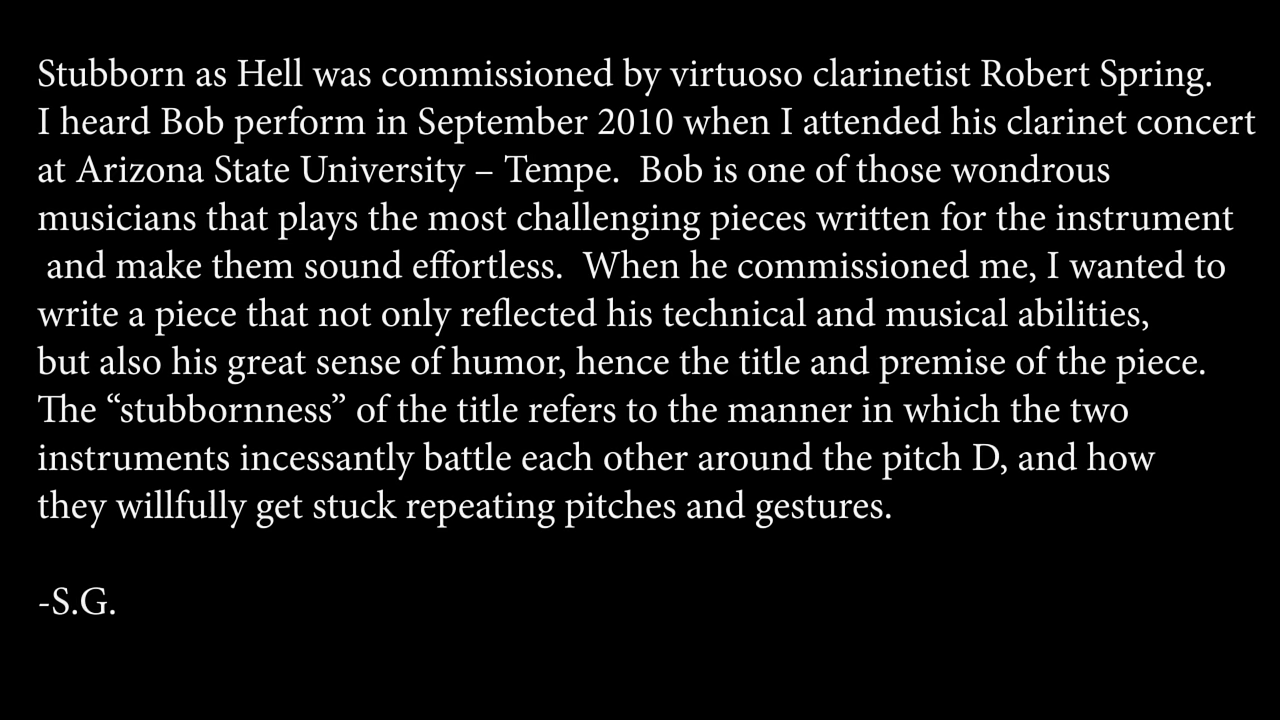 Stubborn as Hell was commissioned by virtuoso clarinetist Robert Spring.
I heard Bob perform in September 2010 when I attended his clarinet concert
at Arizona State University – Tempe.  Bob is one of those wondrous
musicians that plays the most challenging pieces written for the instrument
and make them sound effortless.  When he commissioned me, I wanted to
write a piece that not only reflected his technical and musical abilities,
but also his great sense of humor, hence the title and premise of the piece.
The “stubbornness” of the title refers to the manner in which the two
instruments incessantly battle each other around the pitch D, and how
they willfully get stuck repeating pitches and gestures.
-S.G.